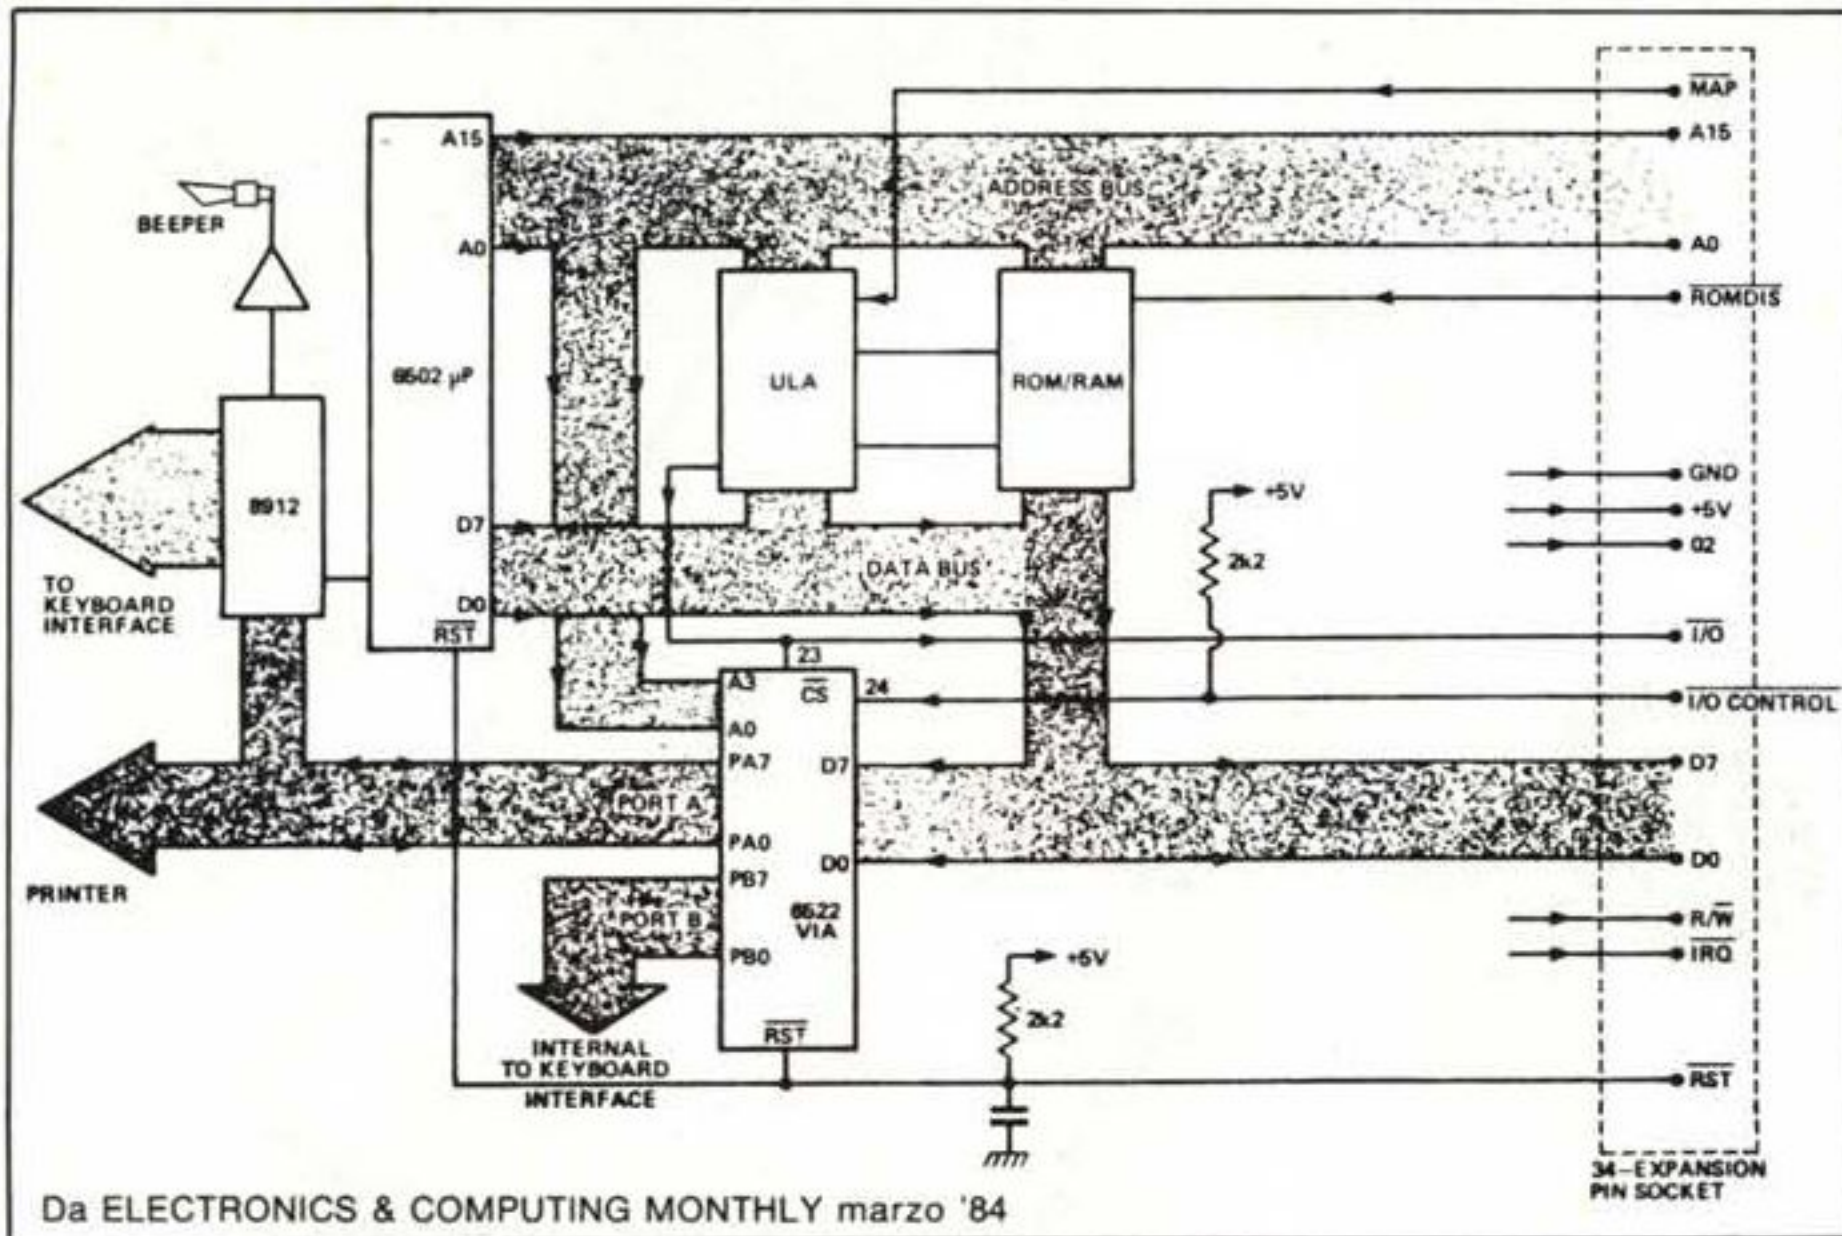 MAP
A15
A15
BEEPER
ADDRESS BUS
A0
A0
ROMDIS
6502 µP
ULA
ROM/RAM
GND
+5V
+5V
8912
D7
02
2k2
DATA BUS
TO
KEYBOARD
INTERFACE
D0
RST
I/O
23
A3
CS
24
I/O CONTROL
A0
PA7
D7
D7
PORT A
PA0
D0
D0
PRINTER
PB7
PORT B
6522
VIA
R/W
PB0
+5V
IRQ
2k2
RST
INTERNAL
TO KEYBOARD
INTERFACE
RST
34-EXPANSION
PIN SOCKET
Da ELECTRONICS & COMPUTING MONTHLY marzo '84